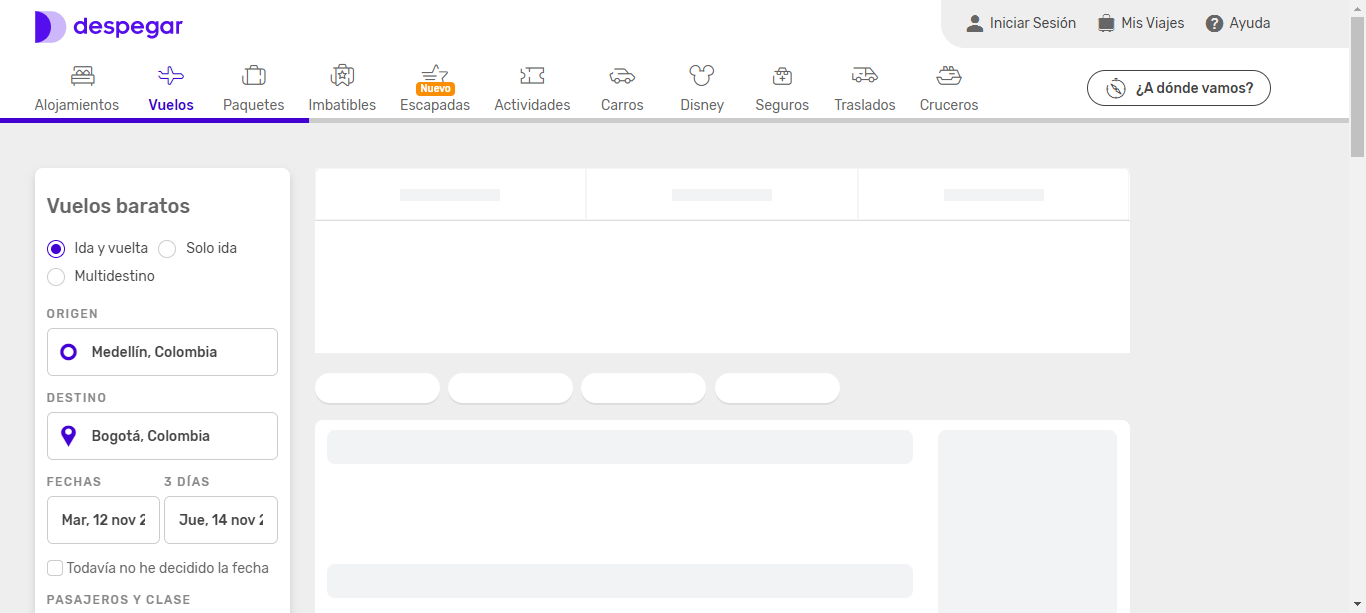 despegar
Iniciar Sesión
Mis Viajes
Ayuda
Alojamientos
Vuelos
Paquetes
Imbatibles
Nuevo
Escapadas
Actividades
Carros
Disney
Seguros
Traslados
Cruceros
¿A dónde vamos?
Vuelos baratos
Ida y vuelta
Solo ida
Multidestino
ORIGEN
Medellín, Colombia
DESTINO
Bogotá, Colombia
FECHAS
3 DÍAS
Mar, 12 nov
Jue, 14 nov
Todavía no he decidido la fecha
PASAJEROS Y CLASE